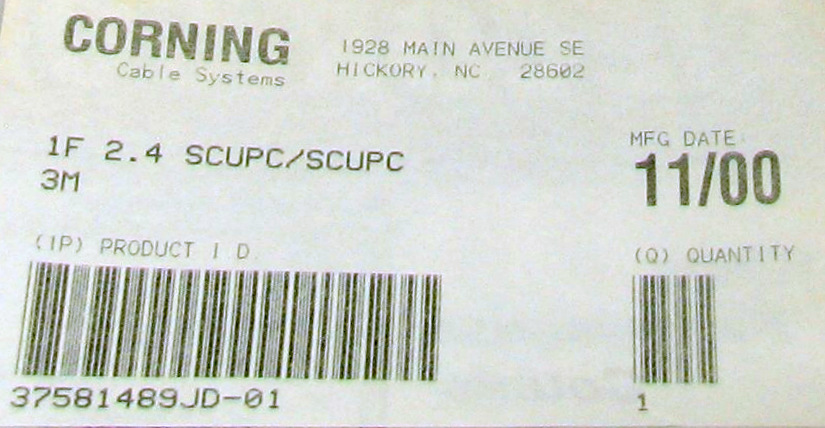 CORNING
Cable Systems
1928 MAIN AVENUE SE
HICKORY, NC 28602
1F 2.4 SCUPC/SCUPC
3M
MFG DATE:
11/00
(1P) PRODUCT I D.
(Q) QUANTITY
37581489JD-01
1